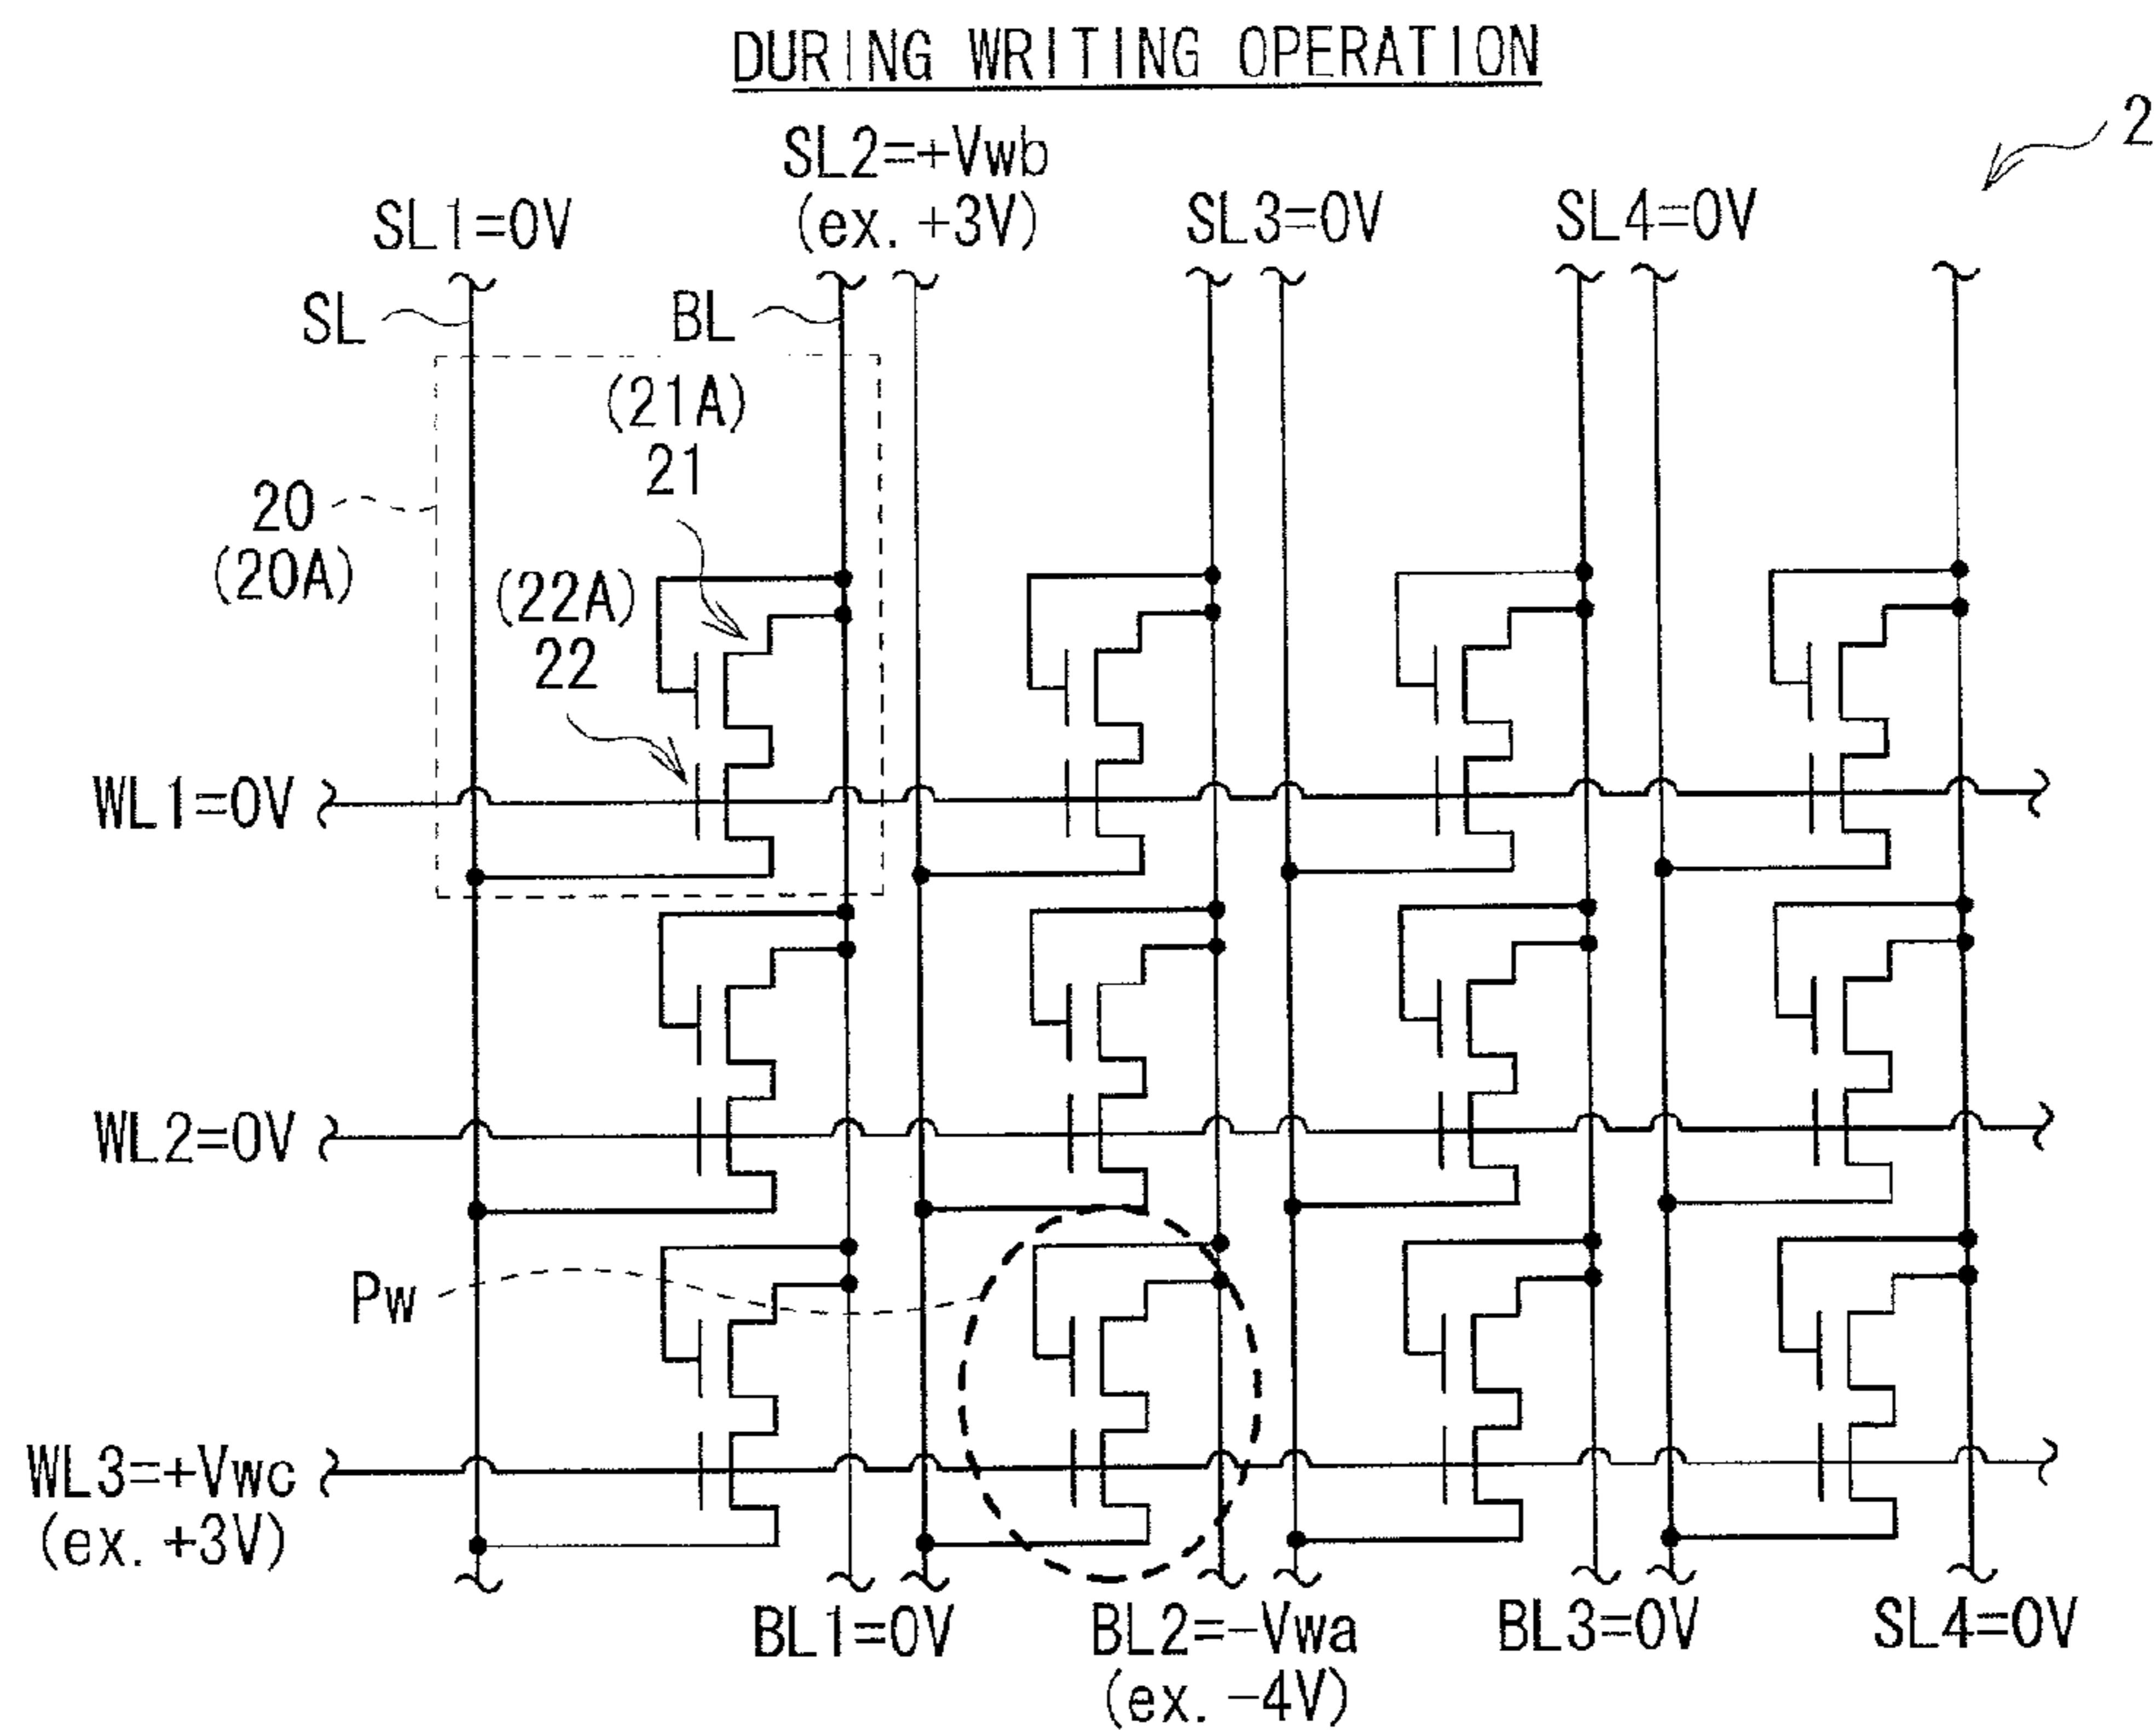 DURING WRITING OPERATION
2
SL2=+Vwb
(ex. +3V)
SL1=0V
SL3=0V
SL4=0V
SL
BL
(21A)
21
20
(20A)
(22A)
22
WL1=0V
WL2=0V
Pw
WL3=+Vwc
(ex. +3V)
BL1=0V
BL2=-Vwa
(ex. -4V)
BL3=0V
SL4=0V